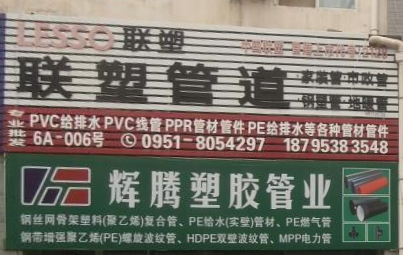 LESSO 联塑
联塑管道
家装管·市政管
钢塑管·地暖管
专业批发
PVC给排水 PVC线管 PPR管材管件 PE给排水等各种管材管件
6A-006号 0951-8054297 18795383548
辉腾塑胶管业
钢丝网骨架塑料(聚乙烯)复合管、PE给水(实壁)管材、PE燃气管
钢带增强聚乙烯(PE)螺旋波纹管、HDPE双壁波纹管、MPP电力管